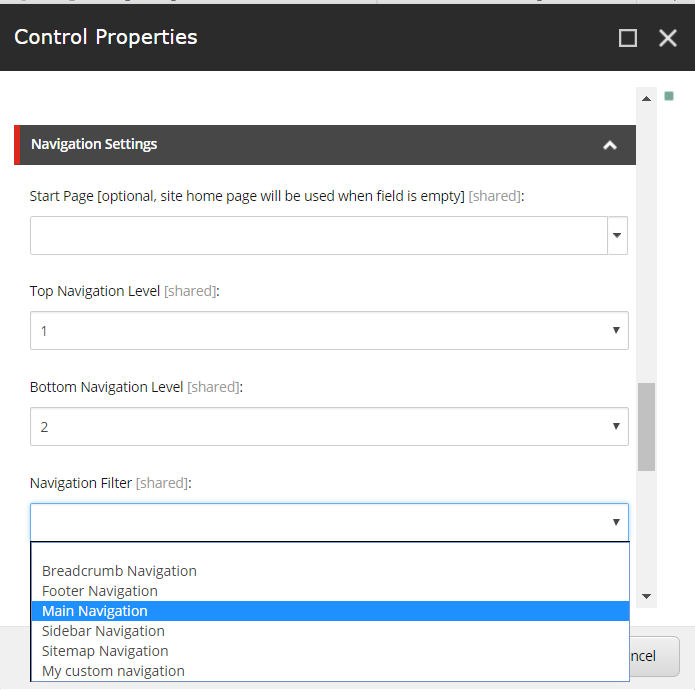 Control Properties
Navigation Settings
Start Page [optional, site home page will be used when field is empty] [shared]:
Top Navigation Level [shared]:
1
Bottom Navigation Level [shared]:
2
Navigation Filter [shared]:
Breadcrumb Navigation
Footer Navigation
Main Navigation
Sidebar Navigation
Sitemap Navigation
ncel
My custom navigation